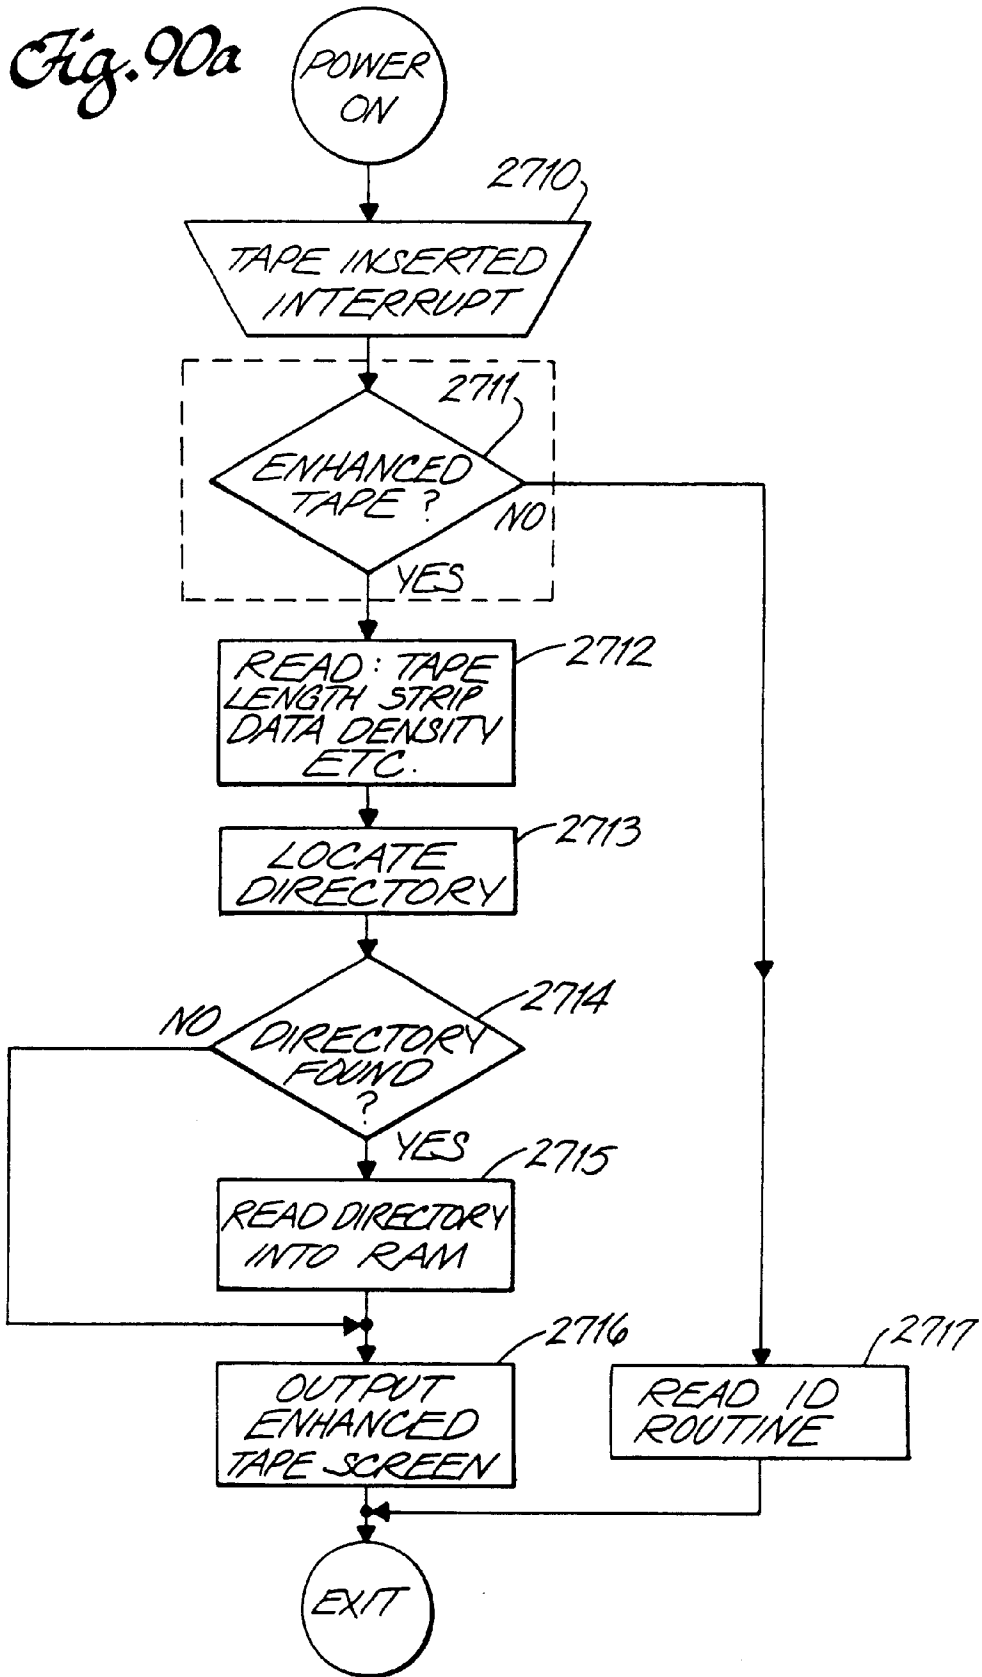 Fig. 90a
POWER
ON
2710
TAPE INSERTED
INTERRUPT
2711
ENHANCED
TAPE ?
NO
YES
2712
READ: TAPE
LENGTH STRIP
DATA DENSITY
ETC.
2713
LOCATE
DIRECTORY
2714
NO
DIRECTORY
FOUND
?
YES
2715
READ DIRECTORY
INTO RAM
2716
OUTPUT
ENHANCED
TAPE SCREEN
2717
READ ID
ROUTINE
EXIT